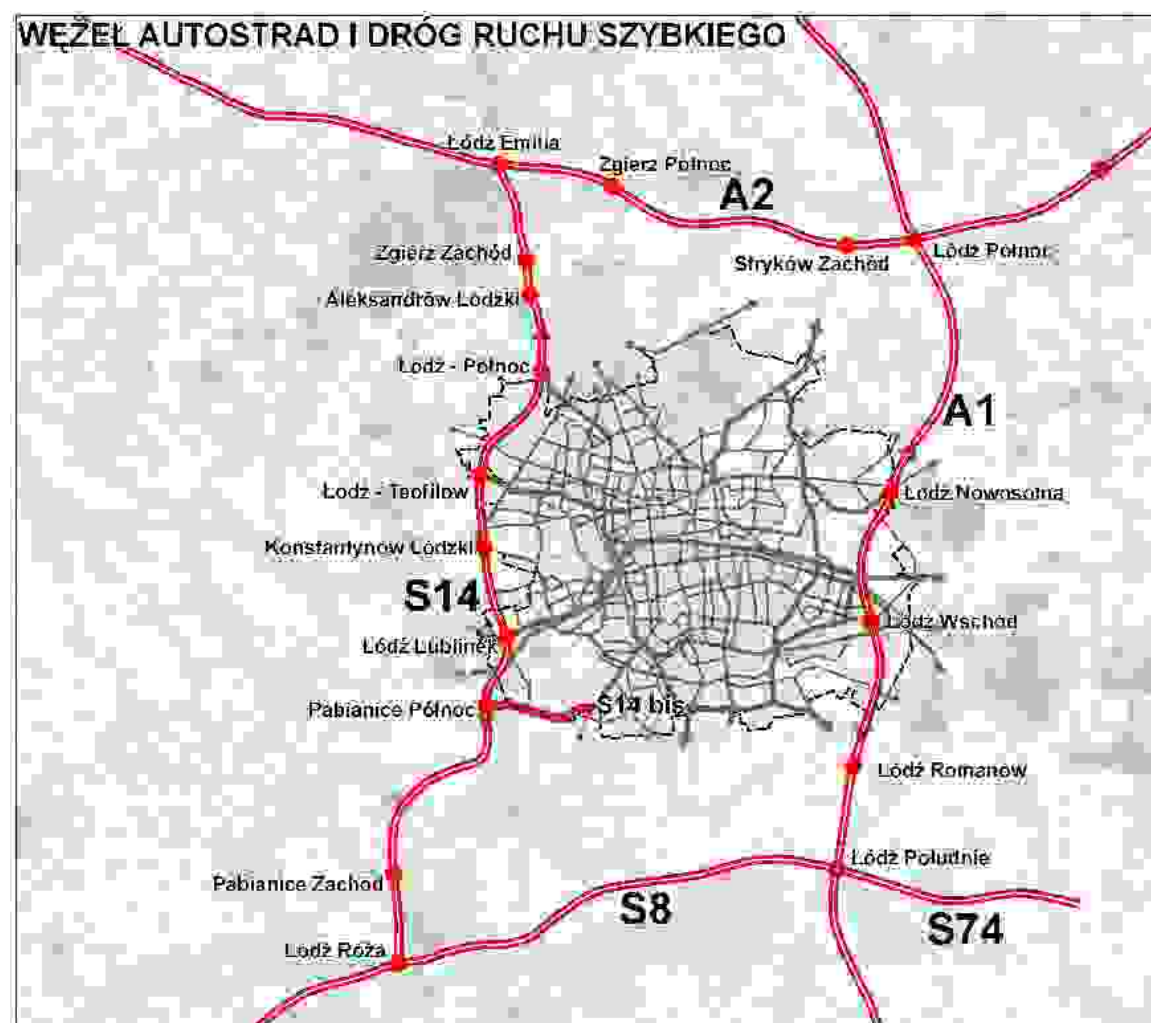 WĘZEŁ AUTOSTRAD I DRÓG RUCHU SZYBKIEGO
Łódź Emilia
Zgierz Północ
A2
Zgierz Zachód
Stryków Zachód
Łódź Północ
Aleksandrów Łódzki
Łódź - Północ
A1
Łódź - Teofilów
Łódź Nowosolna
Konstantynów Łódzki
S14
Łódź Wschód
Łódź Lublinek
Pabianice Północ
S14 bis
Łódź Romanów
Łódź Południe
Pabianice Zachód
S8
S74
Łódź Róża